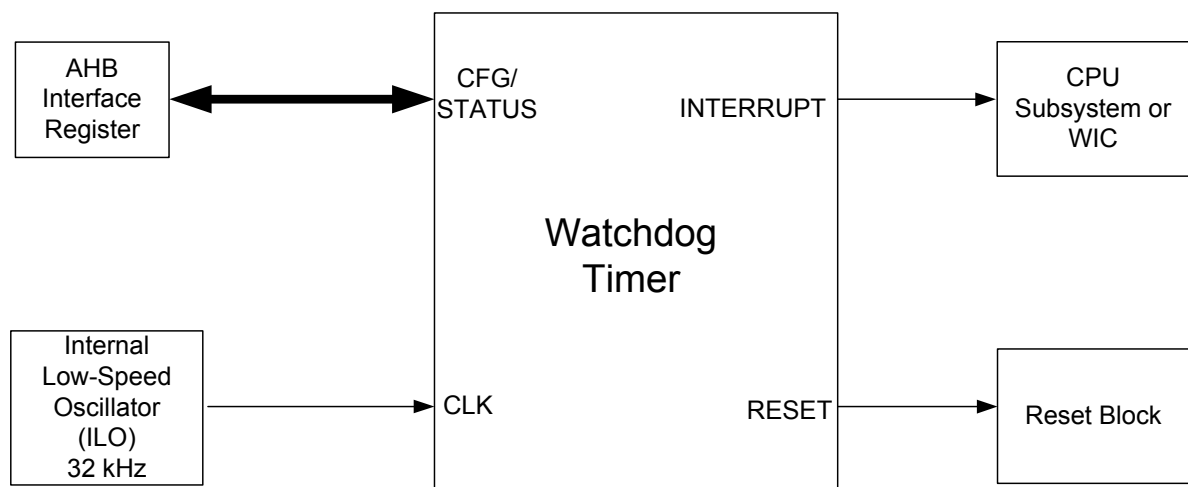 AHB
Interface
Register
CFG/
STATUS
INTERRUPT
CPU
Subsystem or
WIC
Watchdog
Timer
Internal
Low-Speed
Oscillator
(ILO)
32 kHz
CLK
RESET
Reset Block